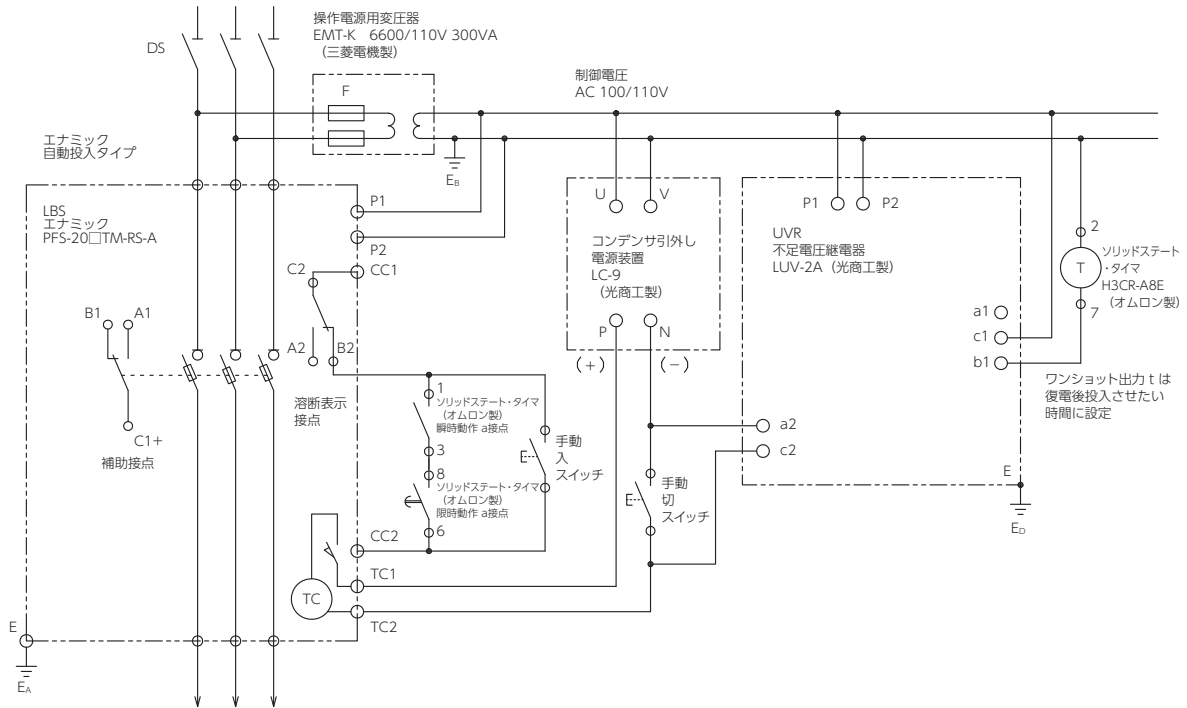 操作電源用変圧器
EMT-K 6600/110V 300VA
（三菱電機製）
DS
F
制御電圧
AC 100/110V
エナミック
自動投入タイプ
EB
P1
P2
LBS
エナミック
PFS-20□TM-RS-A
CC1
C2
A2
B2
B1
A1
C1+
補助接点
溶断表示
接点
U
V
コンデンサ引外し
電源装置
LC-9
（光商工製）
P
N
(+)
(−)
P1
P2
UVR
不足電圧継電器
LUV-2A（光商工製）
a1
c1
b1
a2
c2
E
ED
2
T
7
ソリッドステート
・タイマ
H3CR-A8E
（オムロン製）
ワンショット出力 t は
復電後投入させたい
時間に設定
1
ソリッドステート・タイマ
（オムロン製）
瞬時動作 a接点
3
8
ソリッドステート・タイマ
（オムロン製）
限時動作 a接点
6
手動
入
スイッチ
手動
切
スイッチ
CC2
TC1
TC
TC2
E
EA